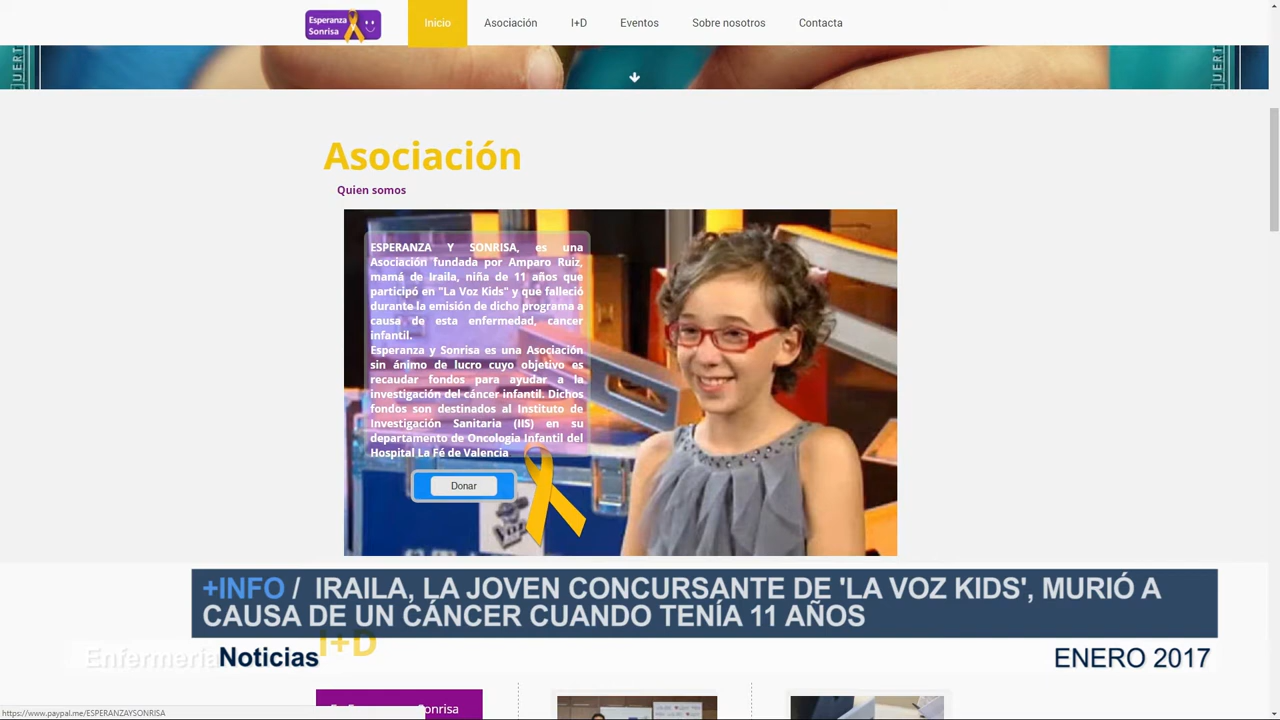 Esperanza
Sonrisa
Inicio
Asociación
I+D
Eventos
Sobre nosotros
Contacta
Asociación
Quien somos
ESPERANZA Y SONRISA, es una
Asociación fundada por Amparo Ruiz,
mamá de Iraila, niña de 11 años que
participó en "La Voz Kids" y que falleció
durante la emisión de dicho programa a
causa de esta enfermedad, cancer
infantil.
Esperanza y Sonrisa es una Asociación
sin ánimo de lucro cuyo objetivo es
recaudar fondos para ayudar a la
investigación del cáncer infantil. Dichos
fondos son destinados al Instituto de
Investigación Sanitaria (IIS) en su
departamento de Oncologia Infantil del
Hospital La Fé de Valencia
Donar
+INFO / IRAILA, LA JOVEN CONCURSANTE DE 'LA VOZ KIDS', MURIÓ A
CAUSA DE UN CÁNCER CUANDO TENÍA 11 AÑOS
I+D
EnfermeriaNoticias
ENERO 2017
Sonrisa
https://www.paypal.me/ESPERANZAYSONRISA